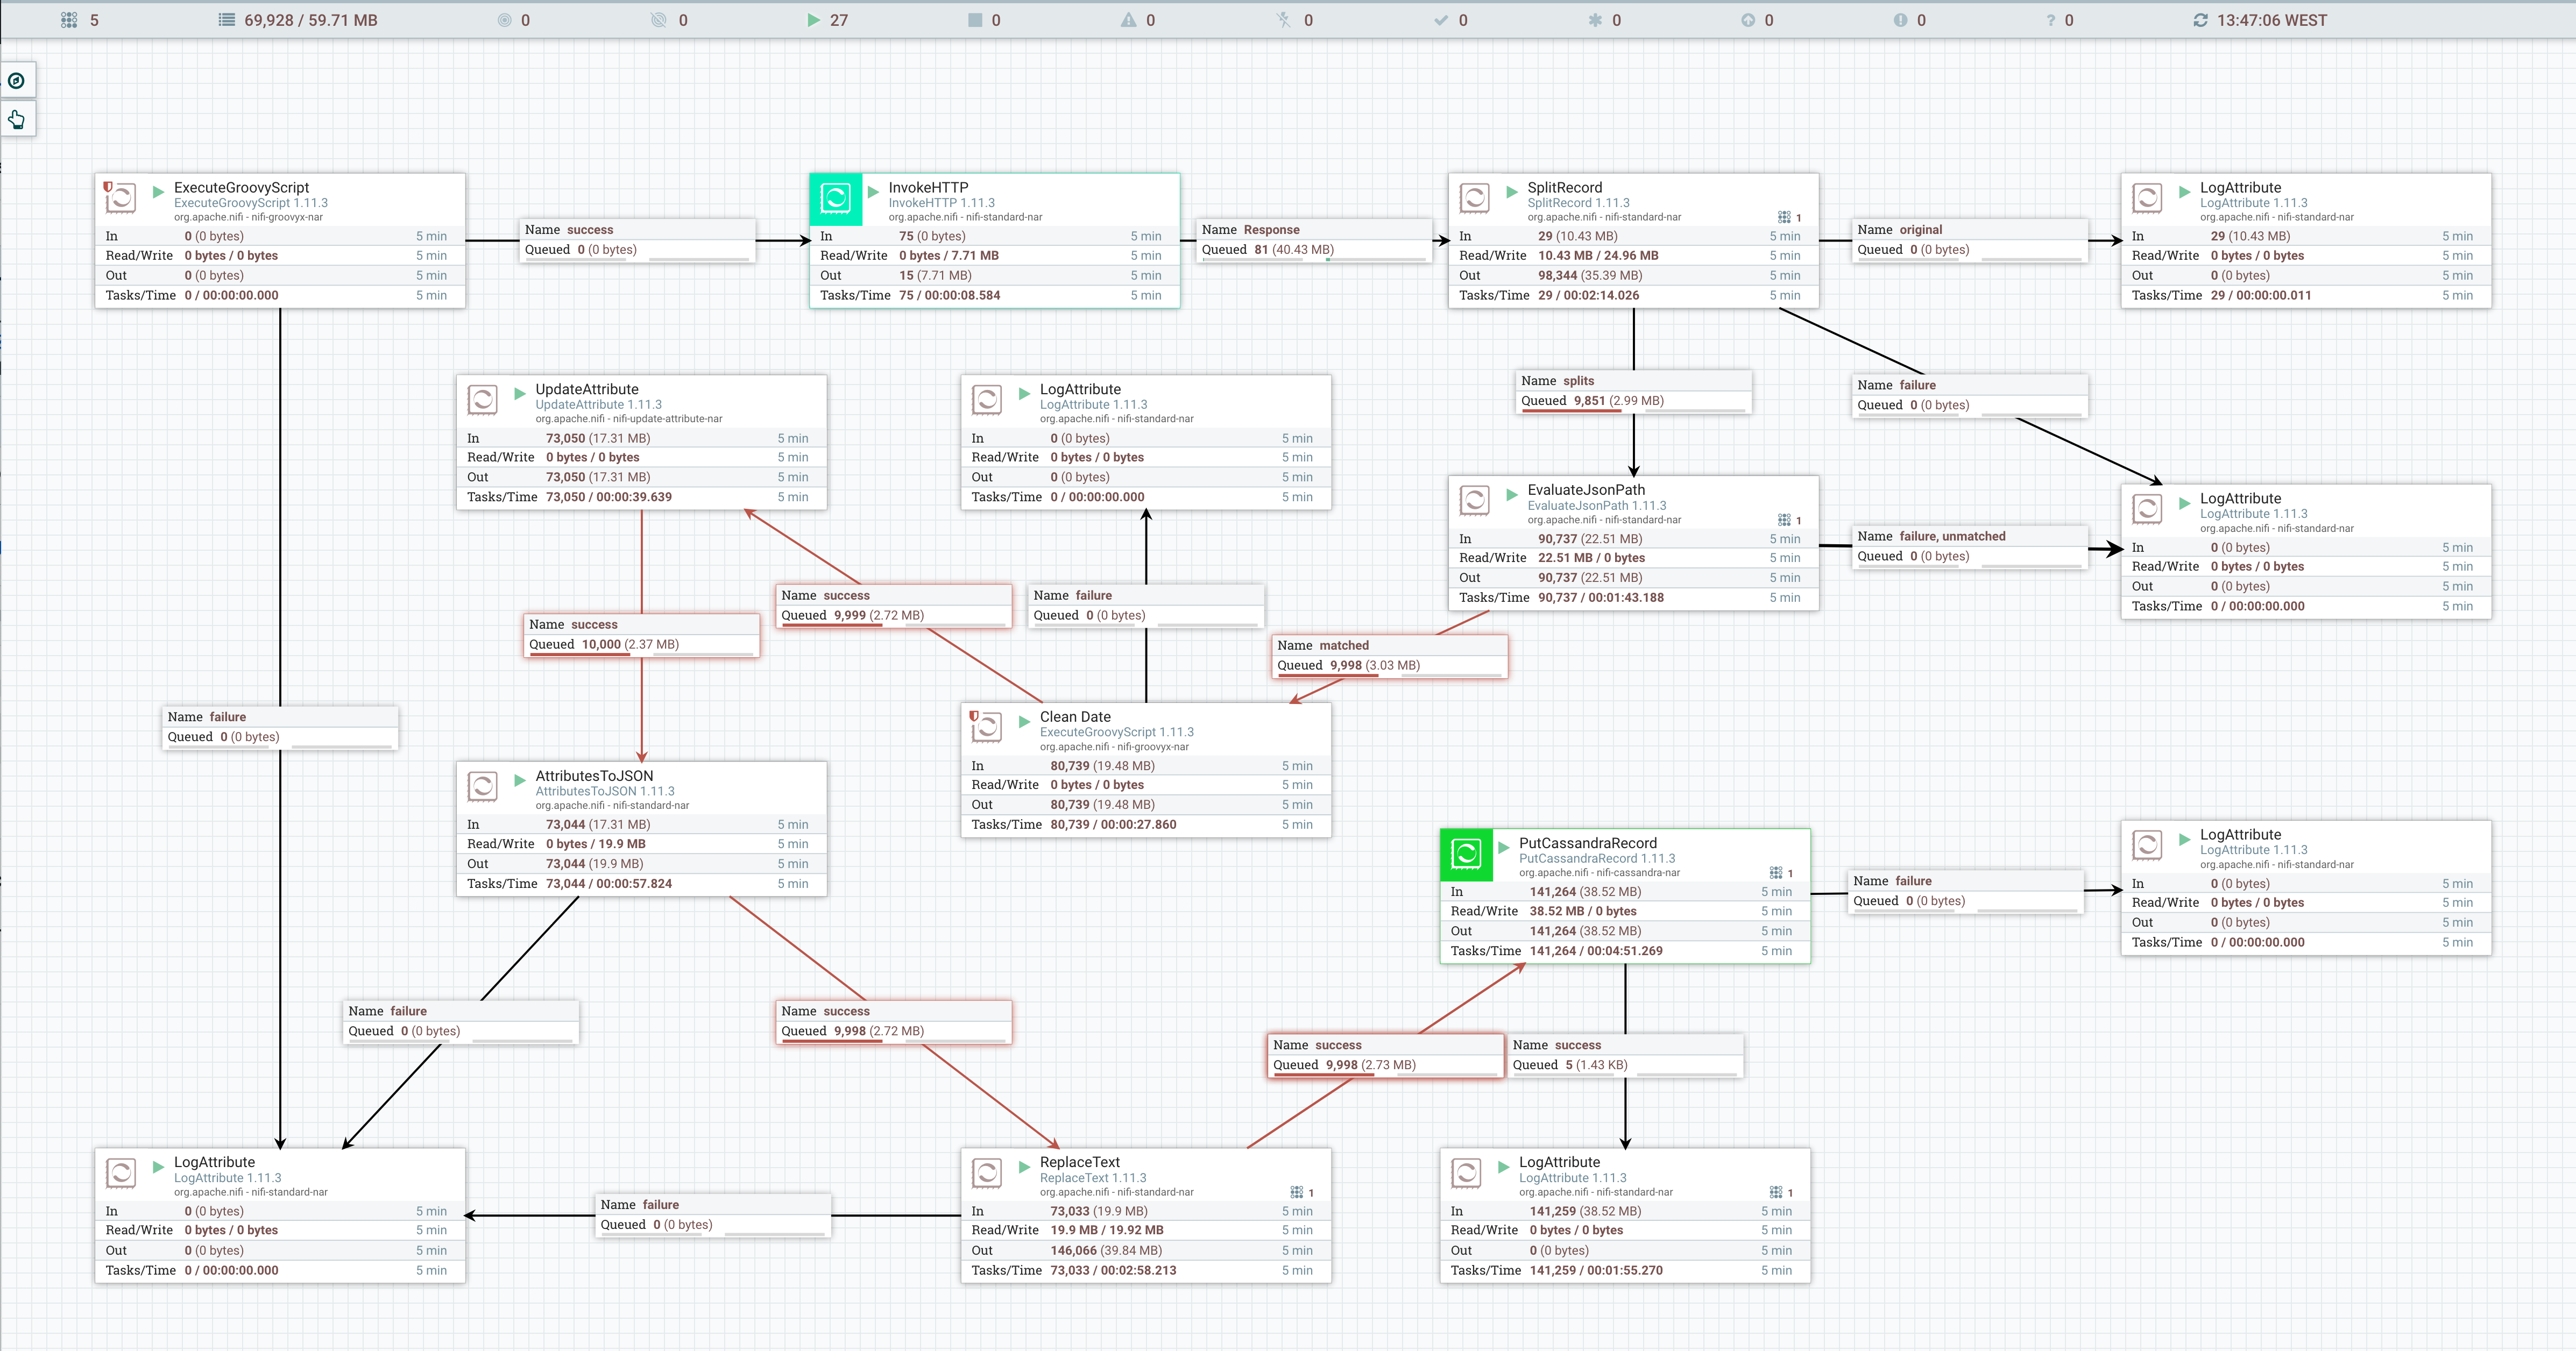 5 69,928 / 59.71 MB 0 0 27 0 0 0 0 0 0 0 0 13:47:06 WEST
ExecuteGroovyScript
ExecuteGroovyScript 1.11.3
org.apache.nifi - nifi-groovyx-nar
In 0 (0 bytes) 5 min
Read/Write 0 bytes / 0 bytes 5 min
Out 0 (0 bytes) 5 min
Tasks/Time 0 / 00:00:00.000 5 min
Name success
Queued 0 (0 bytes)
InvokeHTTP
InvokeHTTP 1.11.3
org.apache.nifi - nifi-standard-nar
In 75 (0 bytes) 5 min
Read/Write 0 bytes / 7.71 MB 5 min
Out 15 (7.71 MB) 5 min
Tasks/Time 75 / 00:00:08.584 5 min
Name Response
Queued 81 (40.43 MB)
SplitRecord
SplitRecord 1.11.3
org.apache.nifi - nifi-standard-nar
1
In 29 (10.43 MB) 5 min
Read/Write 10.43 MB / 24.96 MB 5 min
Out 98,344 (35.39 MB) 5 min
Tasks/Time 29 / 00:02:14.026 5 min
Name original
Queued 0 (0 bytes)
LogAttribute
LogAttribute 1.11.3
org.apache.nifi - nifi-standard-nar
In 29 (10.43 MB) 5 min
Read/Write 0 bytes / 0 bytes 5 min
Out 0 (0 bytes) 5 min
Tasks/Time 29 / 00:00:00.011 5 min
UpdateAttribute
UpdateAttribute 1.11.3
org.apache.nifi - nifi-update-attribute-nar
In 73,050 (17.31 MB) 5 min
Read/Write 0 bytes / 0 bytes 5 min
Out 73,050 (17.31 MB) 5 min
Tasks/Time 73,050 / 00:00:39.639 5 min
LogAttribute
LogAttribute 1.11.3
org.apache.nifi - nifi-standard-nar
In 0 (0 bytes) 5 min
Read/Write 0 bytes / 0 bytes 5 min
Out 0 (0 bytes) 5 min
Tasks/Time 0 / 00:00:00.000 5 min
Name splits
Queued 9,851 (2.99 MB)
Name failure
Queued 0 (0 bytes)
EvaluateJsonPath
EvaluateJsonPath 1.11.3
org.apache.nifi - nifi-standard-nar
1
In 90,737 (22.51 MB) 5 min
Read/Write 22.51 MB / 0 bytes 5 min
Out 90,737 (22.51 MB) 5 min
Tasks/Time 90,737 / 00:01:43.188 5 min
Name failure, unmatched
Queued 0 (0 bytes)
LogAttribute
LogAttribute 1.11.3
org.apache.nifi - nifi-standard-nar
In 0 (0 bytes) 5 min
Read/Write 0 bytes / 0 bytes 5 min
Out 0 (0 bytes) 5 min
Tasks/Time 0 / 00:00:00.000 5 min
Name success
Queued 10,000 (2.37 MB)
Name success
Queued 9,999 (2.72 MB)
Name failure
Queued 0 (0 bytes)
Name matched
Queued 9,998 (3.03 MB)
Name failure
Queued 0 (0 bytes)
Clean Date
ExecuteGroovyScript 1.11.3
org.apache.nifi - nifi-groovyx-nar
In 80,739 (19.48 MB) 5 min
Read/Write 0 bytes / 0 bytes 5 min
Out 80,739 (19.48 MB) 5 min
Tasks/Time 80,739 / 00:00:27.860 5 min
AttributesToJSON
AttributesToJSON 1.11.3
org.apache.nifi - nifi-standard-nar
In 73,044 (17.31 MB) 5 min
Read/Write 0 bytes / 19.9 MB 5 min
Out 73,044 (19.9 MB) 5 min
Tasks/Time 73,044 / 00:00:57.824 5 min
PutCassandraRecord
PutCassandraRecord 1.11.3
org.apache.nifi - nifi-cassandra-nar
1
In 141,264 (38.52 MB) 5 min
Read/Write 38.52 MB / 0 bytes 5 min
Out 141,264 (38.52 MB) 5 min
Tasks/Time 141,264 / 00:04:51.269 5 min
Name failure
Queued 0 (0 bytes)
LogAttribute
LogAttribute 1.11.3
org.apache.nifi - nifi-standard-nar
In 0 (0 bytes) 5 min
Read/Write 0 bytes / 0 bytes 5 min
Out 0 (0 bytes) 5 min
Tasks/Time 0 / 00:00:00.000 5 min
Name failure
Queued 0 (0 bytes)
Name success
Queued 9,998 (2.72 MB)
Name success
Queued 9,998 (2.73 MB)
Name success
Queued 5 (1.43 KB)
LogAttribute
LogAttribute 1.11.3
org.apache.nifi - nifi-standard-nar
In 0 (0 bytes) 5 min
Read/Write 0 bytes / 0 bytes 5 min
Out 0 (0 bytes) 5 min
Tasks/Time 0 / 00:00:00.000 5 min
Name failure
Queued 0 (0 bytes)
ReplaceText
ReplaceText 1.11.3
org.apache.nifi - nifi-standard-nar
1
In 73,033 (19.9 MB) 5 min
Read/Write 19.9 MB / 19.92 MB 5 min
Out 146,066 (39.84 MB) 5 min
Tasks/Time 73,033 / 00:02:58.213 5 min
LogAttribute
LogAttribute 1.11.3
org.apache.nifi - nifi-standard-nar
1
In 141,259 (38.52 MB) 5 min
Read/Write 0 bytes / 0 bytes 5 min
Out 0 (0 bytes) 5 min
Tasks/Time 141,259 / 00:01:55.270 5 min